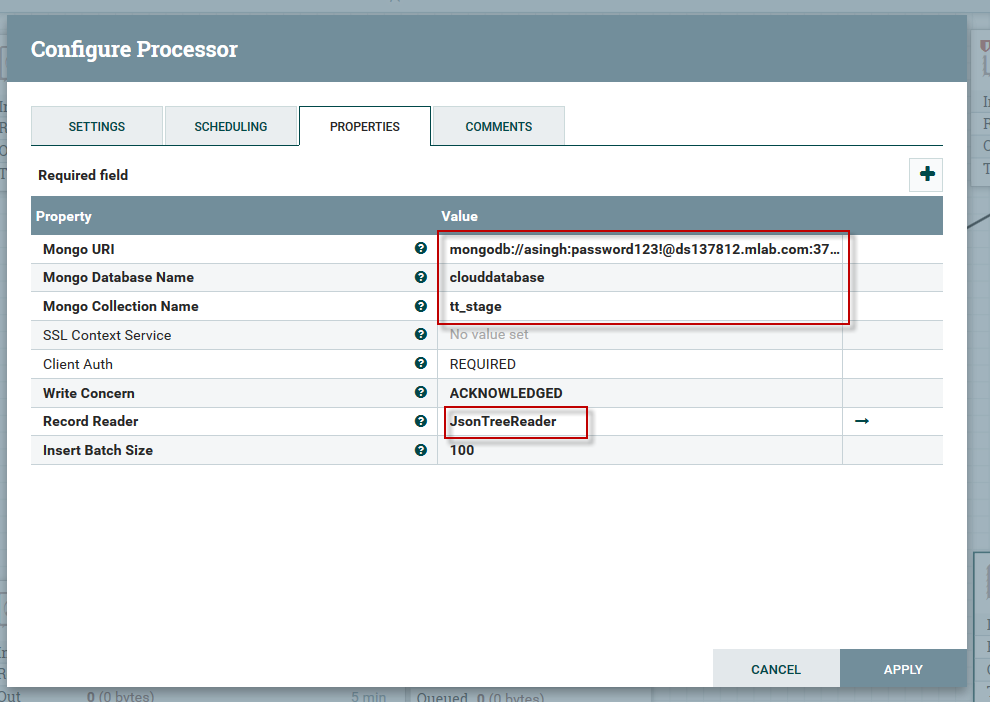 Configure Processor
SETTINGS SCHEDULING PROPERTIES COMMENTS
Required field
Property Value
Mongo URI mongodb://asingh:password123!@ds137812.mlab.com:37...
Mongo Database Name clouddatabase
Mongo Collection Name tt_stage
SSL Context Service No value set
Client Auth REQUIRED
Write Concern ACKNOWLEDGED
Record Reader JsonTreeReader
Insert Batch Size 100
CANCEL APPLY
Out 0 (0 bytes) 5 min Queued 0 (0 bytes)